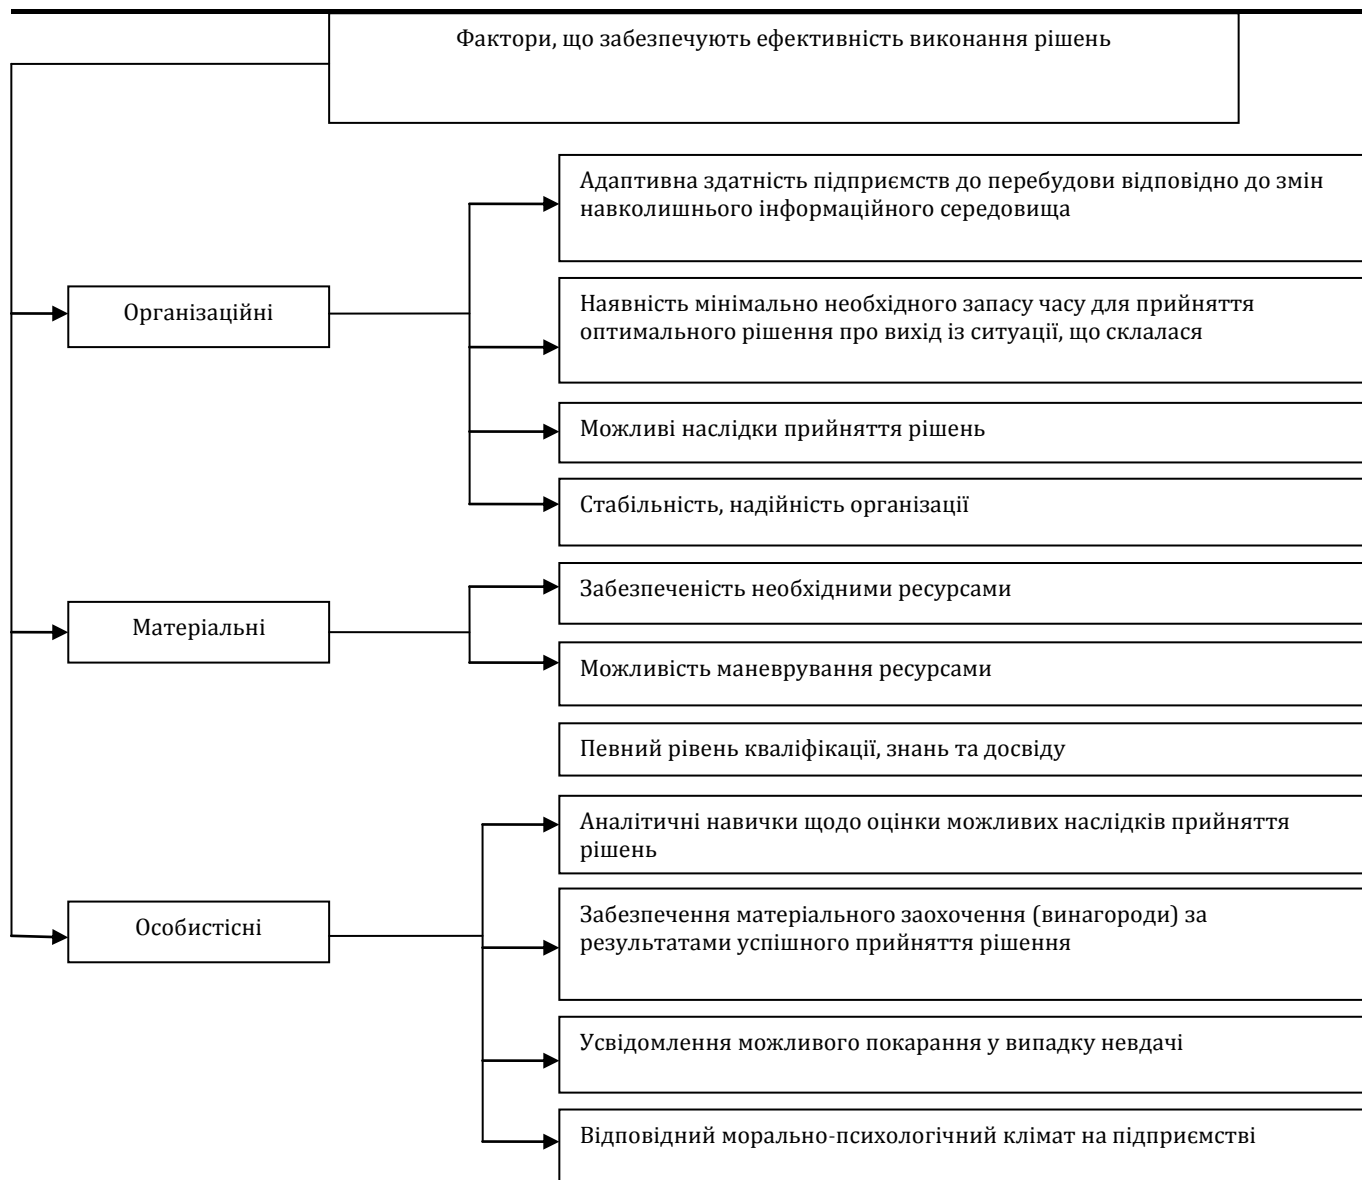 Фактори, що забезпечують ефективність виконання рішень
Адаптивна здатність підприємств до перебудови відповідно до змін
навколишнього інформаційного середовища
Організаційні
Наявність мінімально необхідного запасу часу для прийняття
оптимального рішення про вихід із ситуації, що склалася
Можливі наслідки прийняття рішень
Стабільність, надійність організації
Матеріальні
Забезпеченість необхідними ресурсами
Можливість маневрування ресурсами
Певний рівень кваліфікації, знань та досвіду
Особистісні
Аналітичні навички щодо оцінки можливих наслідків прийняття
рішень
Забезпечення матеріального заохочення (винагороди) за
результатами успішного прийняття рішення
Усвідомлення можливого покарання у випадку невдачі
Відповідний морально-психологічний клімат на підприємстві